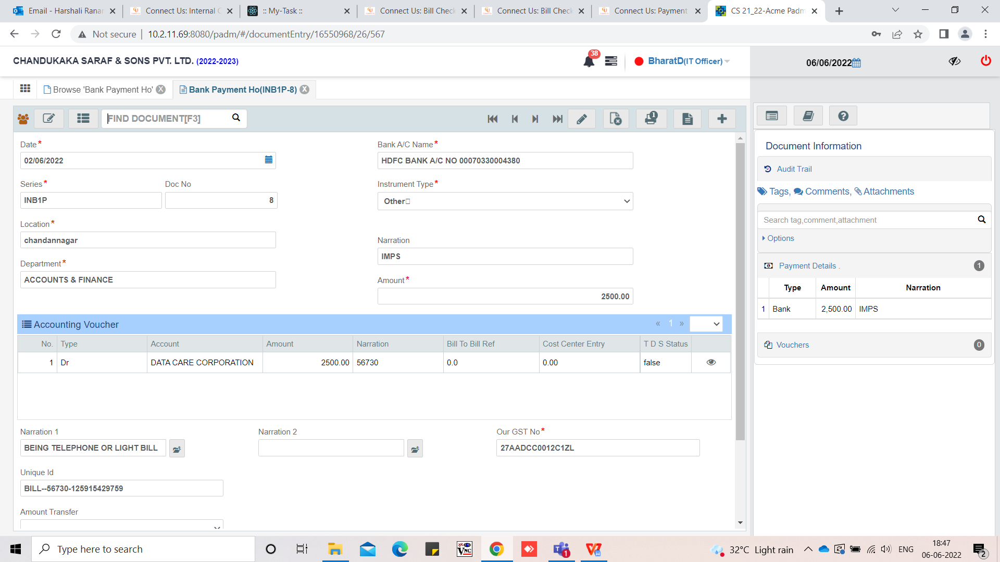 Email - Harshali Ranar
Connect Us: Internal C
:: My-Task ::
Connect Us: Bill Check
Connect Us: Bill Check
Connect Us: Payment
CS 21_22-Acme Padm
Not secure
10.2.11.69:8080/padm/#/documentEntry/16550968/26/567
CHANDUKAKA SARAF & SONS PVT. LTD. (2022-2023)
38
BharatD(IT Officer)
06/06/2022
Browse 'Bank Payment Ho'
Bank Payment Ho(INB1P-8)
FIND DOCUMENT[F3]
1
Date*
02/06/2022
Bank A/C Name*
HDFC BANK A/C NO 00070330004380
Series*
Doc No
INB1P
8
Instrument Type*
Other
Location*
chandannagar
Narration
IMPS
Department*
ACCOUNTS & FINANCE
Amount*
2500.00
Accounting Voucher
« 1 »
No. Type Account Amount Narration Bill To Bill Ref Cost Center Entry T D S Status
1 Dr DATA CARE CORPORATION 2500.00 56730 0.0 0.00 false
Narration 1
BEING TELEPHONE OR LIGHT BILL
Narration 2
Our GST No*
27AADCC0012C1ZL
Unique Id
BILL--56730-125915429759
Amount Transfer
Document Information
Audit Trail
Tags, Comments, Attachments
Search tag,comment,attachment
Options
Payment Details .
1
Type Amount Narration
1 Bank 2,500.00 IMPS
Vouchers
0
Type here to search
VNC
1
32°C Light rain
ENG
18:47
06-06-2022
2